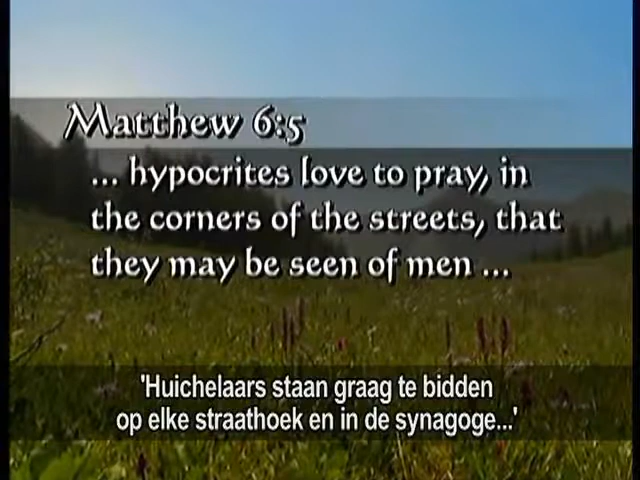 Matthew 6:5
... hypocrites love to pray, in
the corners of the streets, that
they may be seen of men ...
'Huichelaars staan graag te bidden
op elke straathoek en in de synagoge...'